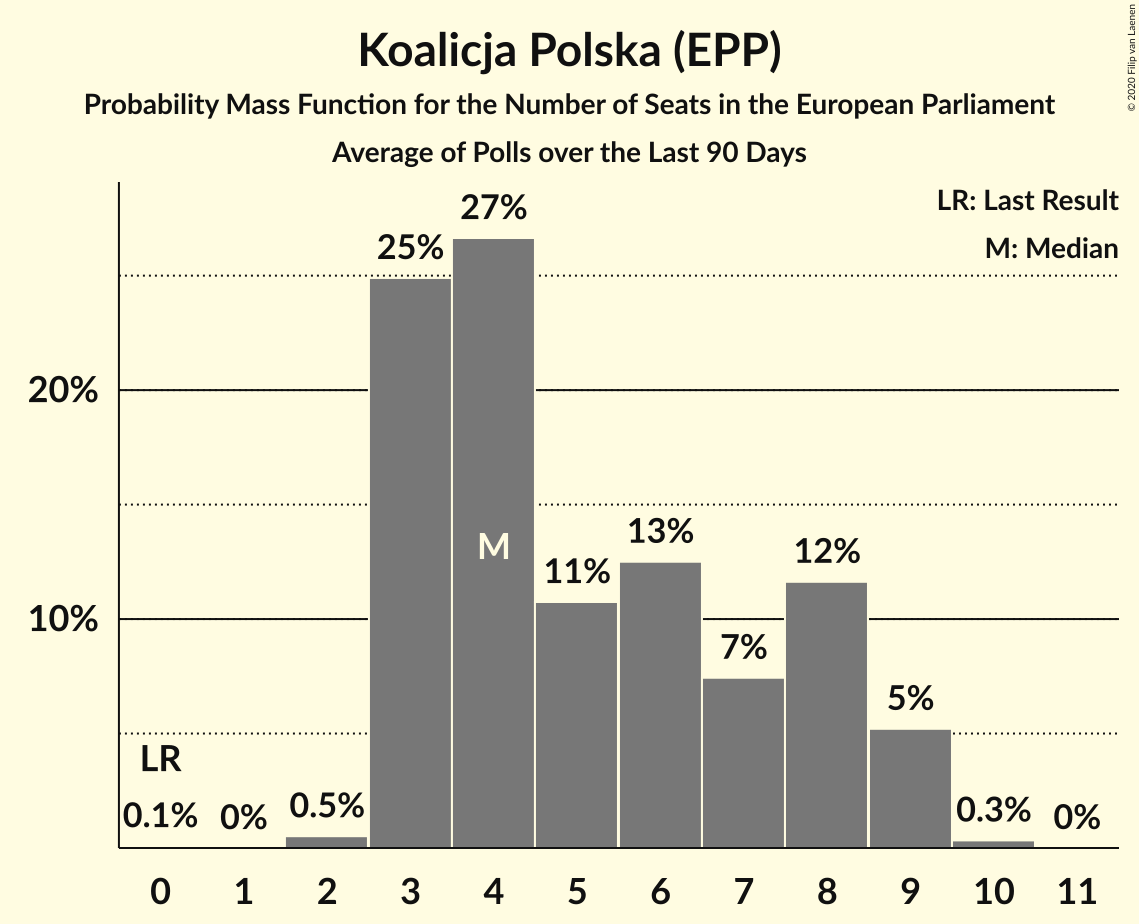 Koalicja Polska (EPP)
Probability Mass Function for the Number of Seats in the European Parliament
Average of Polls over the Last 90 Days
© 2020 Filip van Laenen
LR: Last Result
M: Median
27%
25%
20%
13%
12%
11%
M
10%
7%
5%
LR
0.1%
0%
0.5%
0.3%
0%
0 1 2 3 4 5 6 7 8 9 10 11